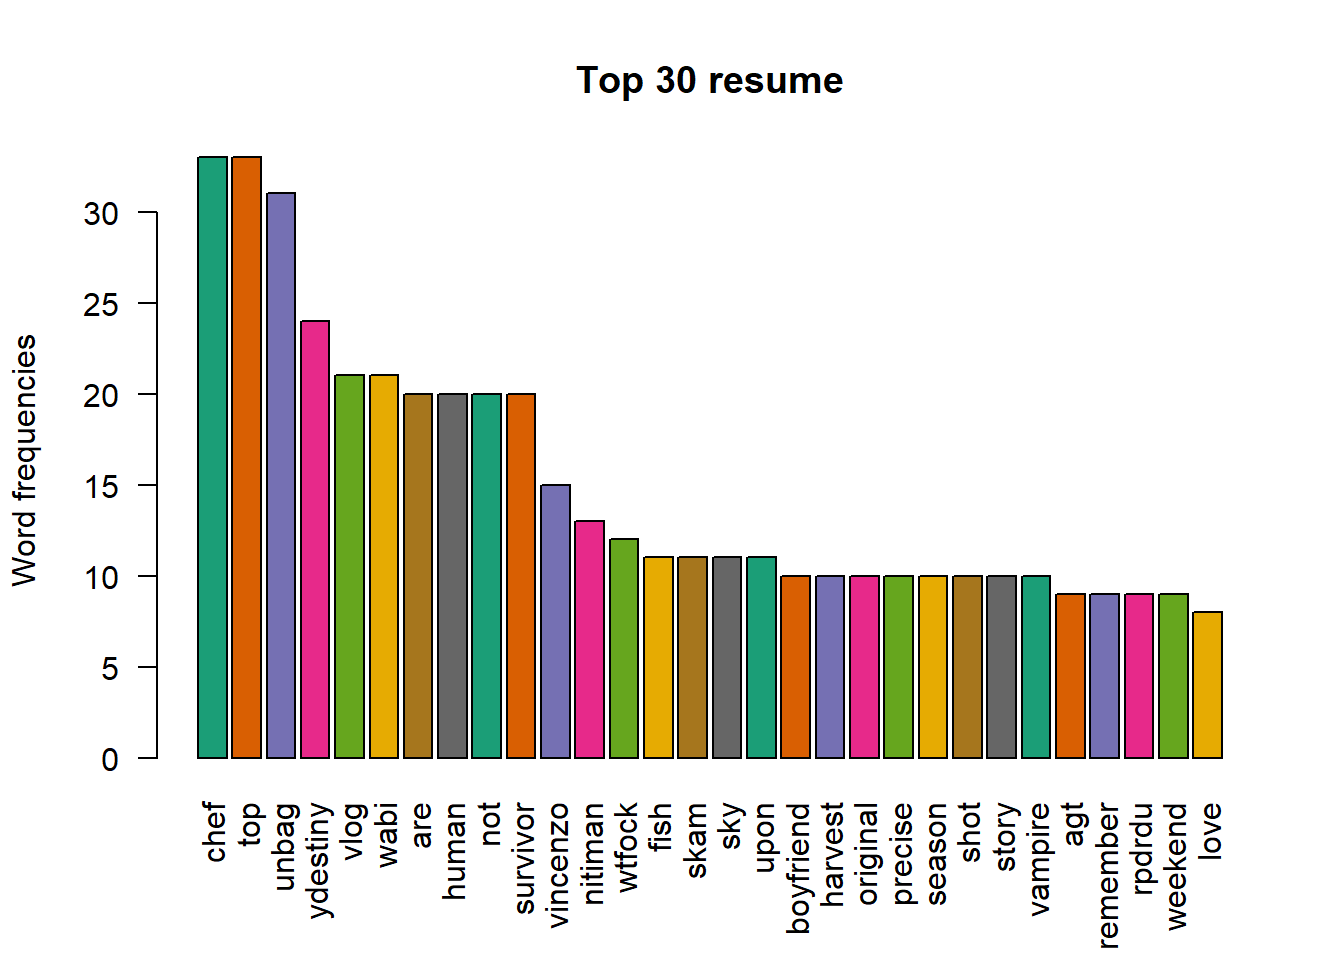 Top 30 resume
Word frequencies
30
25
20
15
10
5
0
chef
top
unbag
ydestiny
vlog
wabi
are
human
not
survivor
vincenzo
nitiman
wtfock
fish
skam
sky
upon
boyfriend
harvest
original
precise
season
shot
story
vampire
agt
remember
rpdrdu
weekend
love